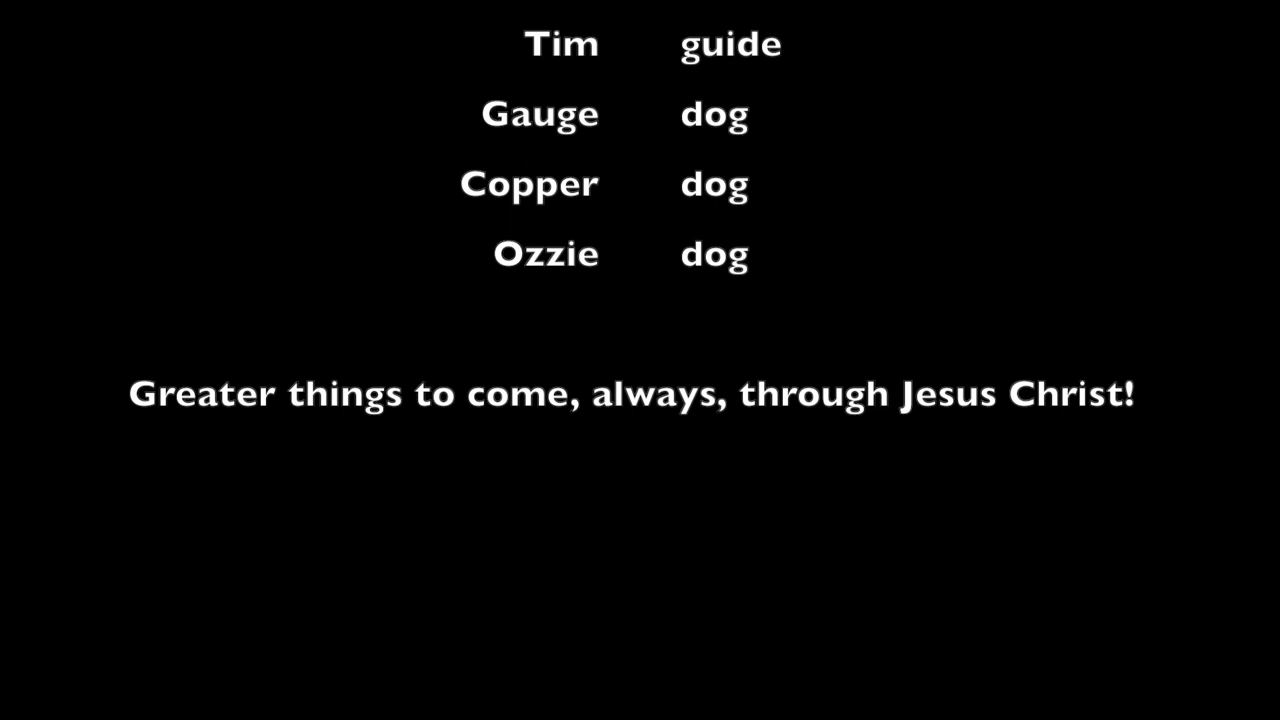 Tim guide
Gauge dog
Copper dog
Ozzie dog
Greater things to come, always, through Jesus Christ!